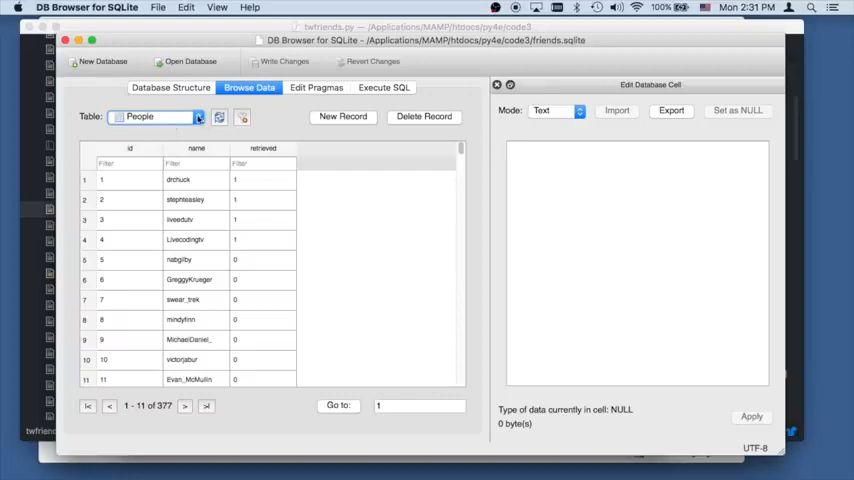 DB Browser for SQLite File Edit View Help 100% Mon 2:31 PM
twfriends.py — /Applications/MAMP/htdocs/py4e/code3
DB Browser for SQLite - /Applications/MAMP/htdocs/py4e/code3/friends.sqlite
New Database Open Database Write Changes Revert Changes
Edit Database Cell
Database Structure Browse Data Edit Pragmas Execute SQL
Mode: Text Import Export Set as NULL
Table: People New Record Delete Record
id name retrieved
Filter Filter Filter
1 1 drchuck 1
2 2 stephteasley 1
3 3 liveedutv 1
4 4 Livecodingtv 1
5 5 nabgilby 0
6 6 GreggyKrueger 0
7 7 swear_trek 0
8 8 mindyfinn 0
9 9 MichaelDaniel_ 0
10 10 victorjabur 0
11 11 Evan_McMullin 0
|< < 1 - 11 of 377 > >| Go to: 1
Type of data currently in cell: NULL
0 byte(s)
Apply
twfriends
UTF-8